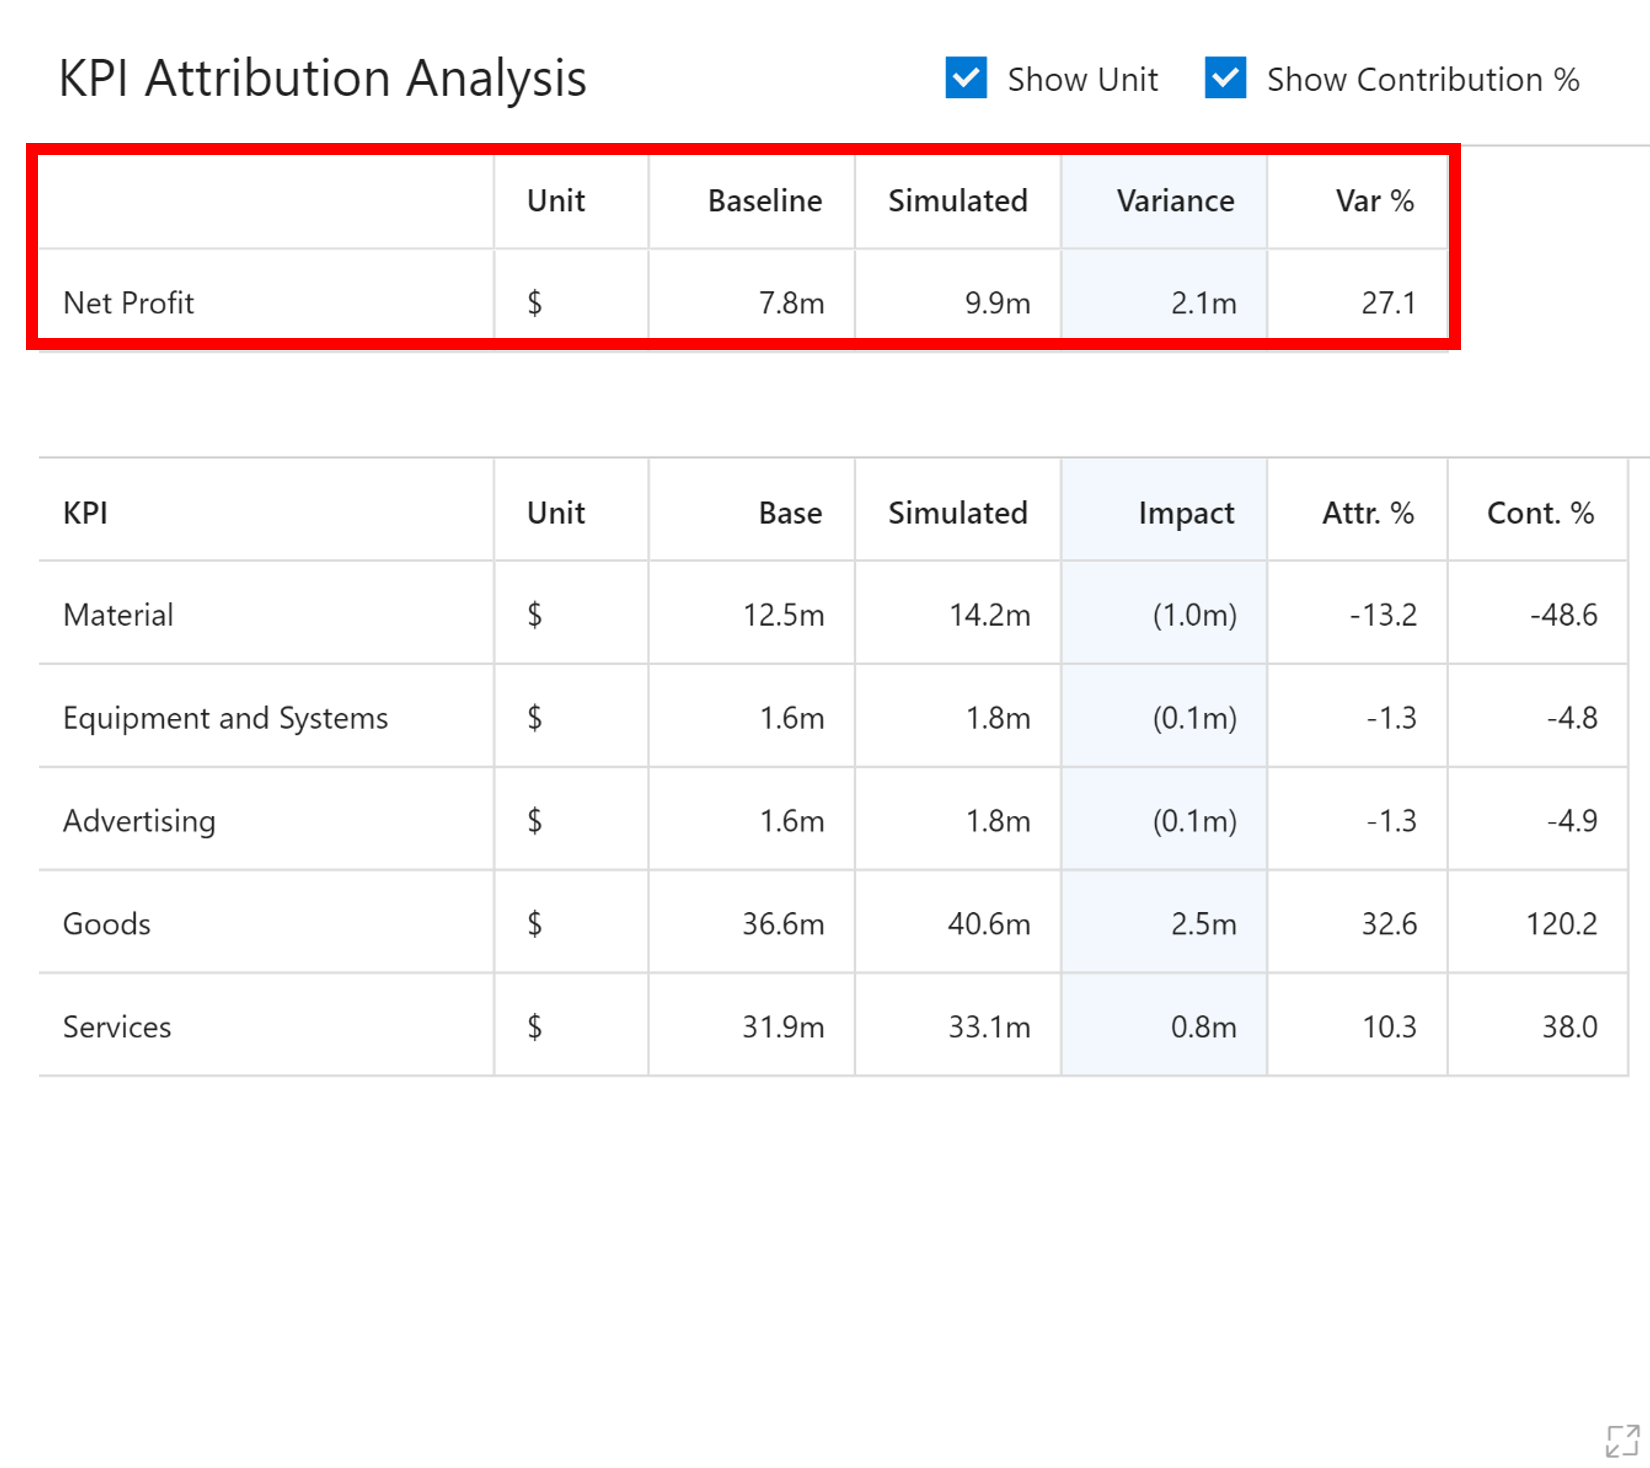 KPI Attribution Analysis Show Unit Show Contribution %
Unit Baseline Simulated Variance Var %
Net Profit $ 7.8m 9.9m 2.1m 27.1
KPI Unit Base Simulated Impact Attr. % Cont. %
Material $ 12.5m 14.2m (1.0m) -13.2 -48.6
Equipment and Systems $ 1.6m 1.8m (0.1m) -1.3 -4.8
Advertising $ 1.6m 1.8m (0.1m) -1.3 -4.9
Goods $ 36.6m 40.6m 2.5m 32.6 120.2
Services $ 31.9m 33.1m 0.8m 10.3 38.0